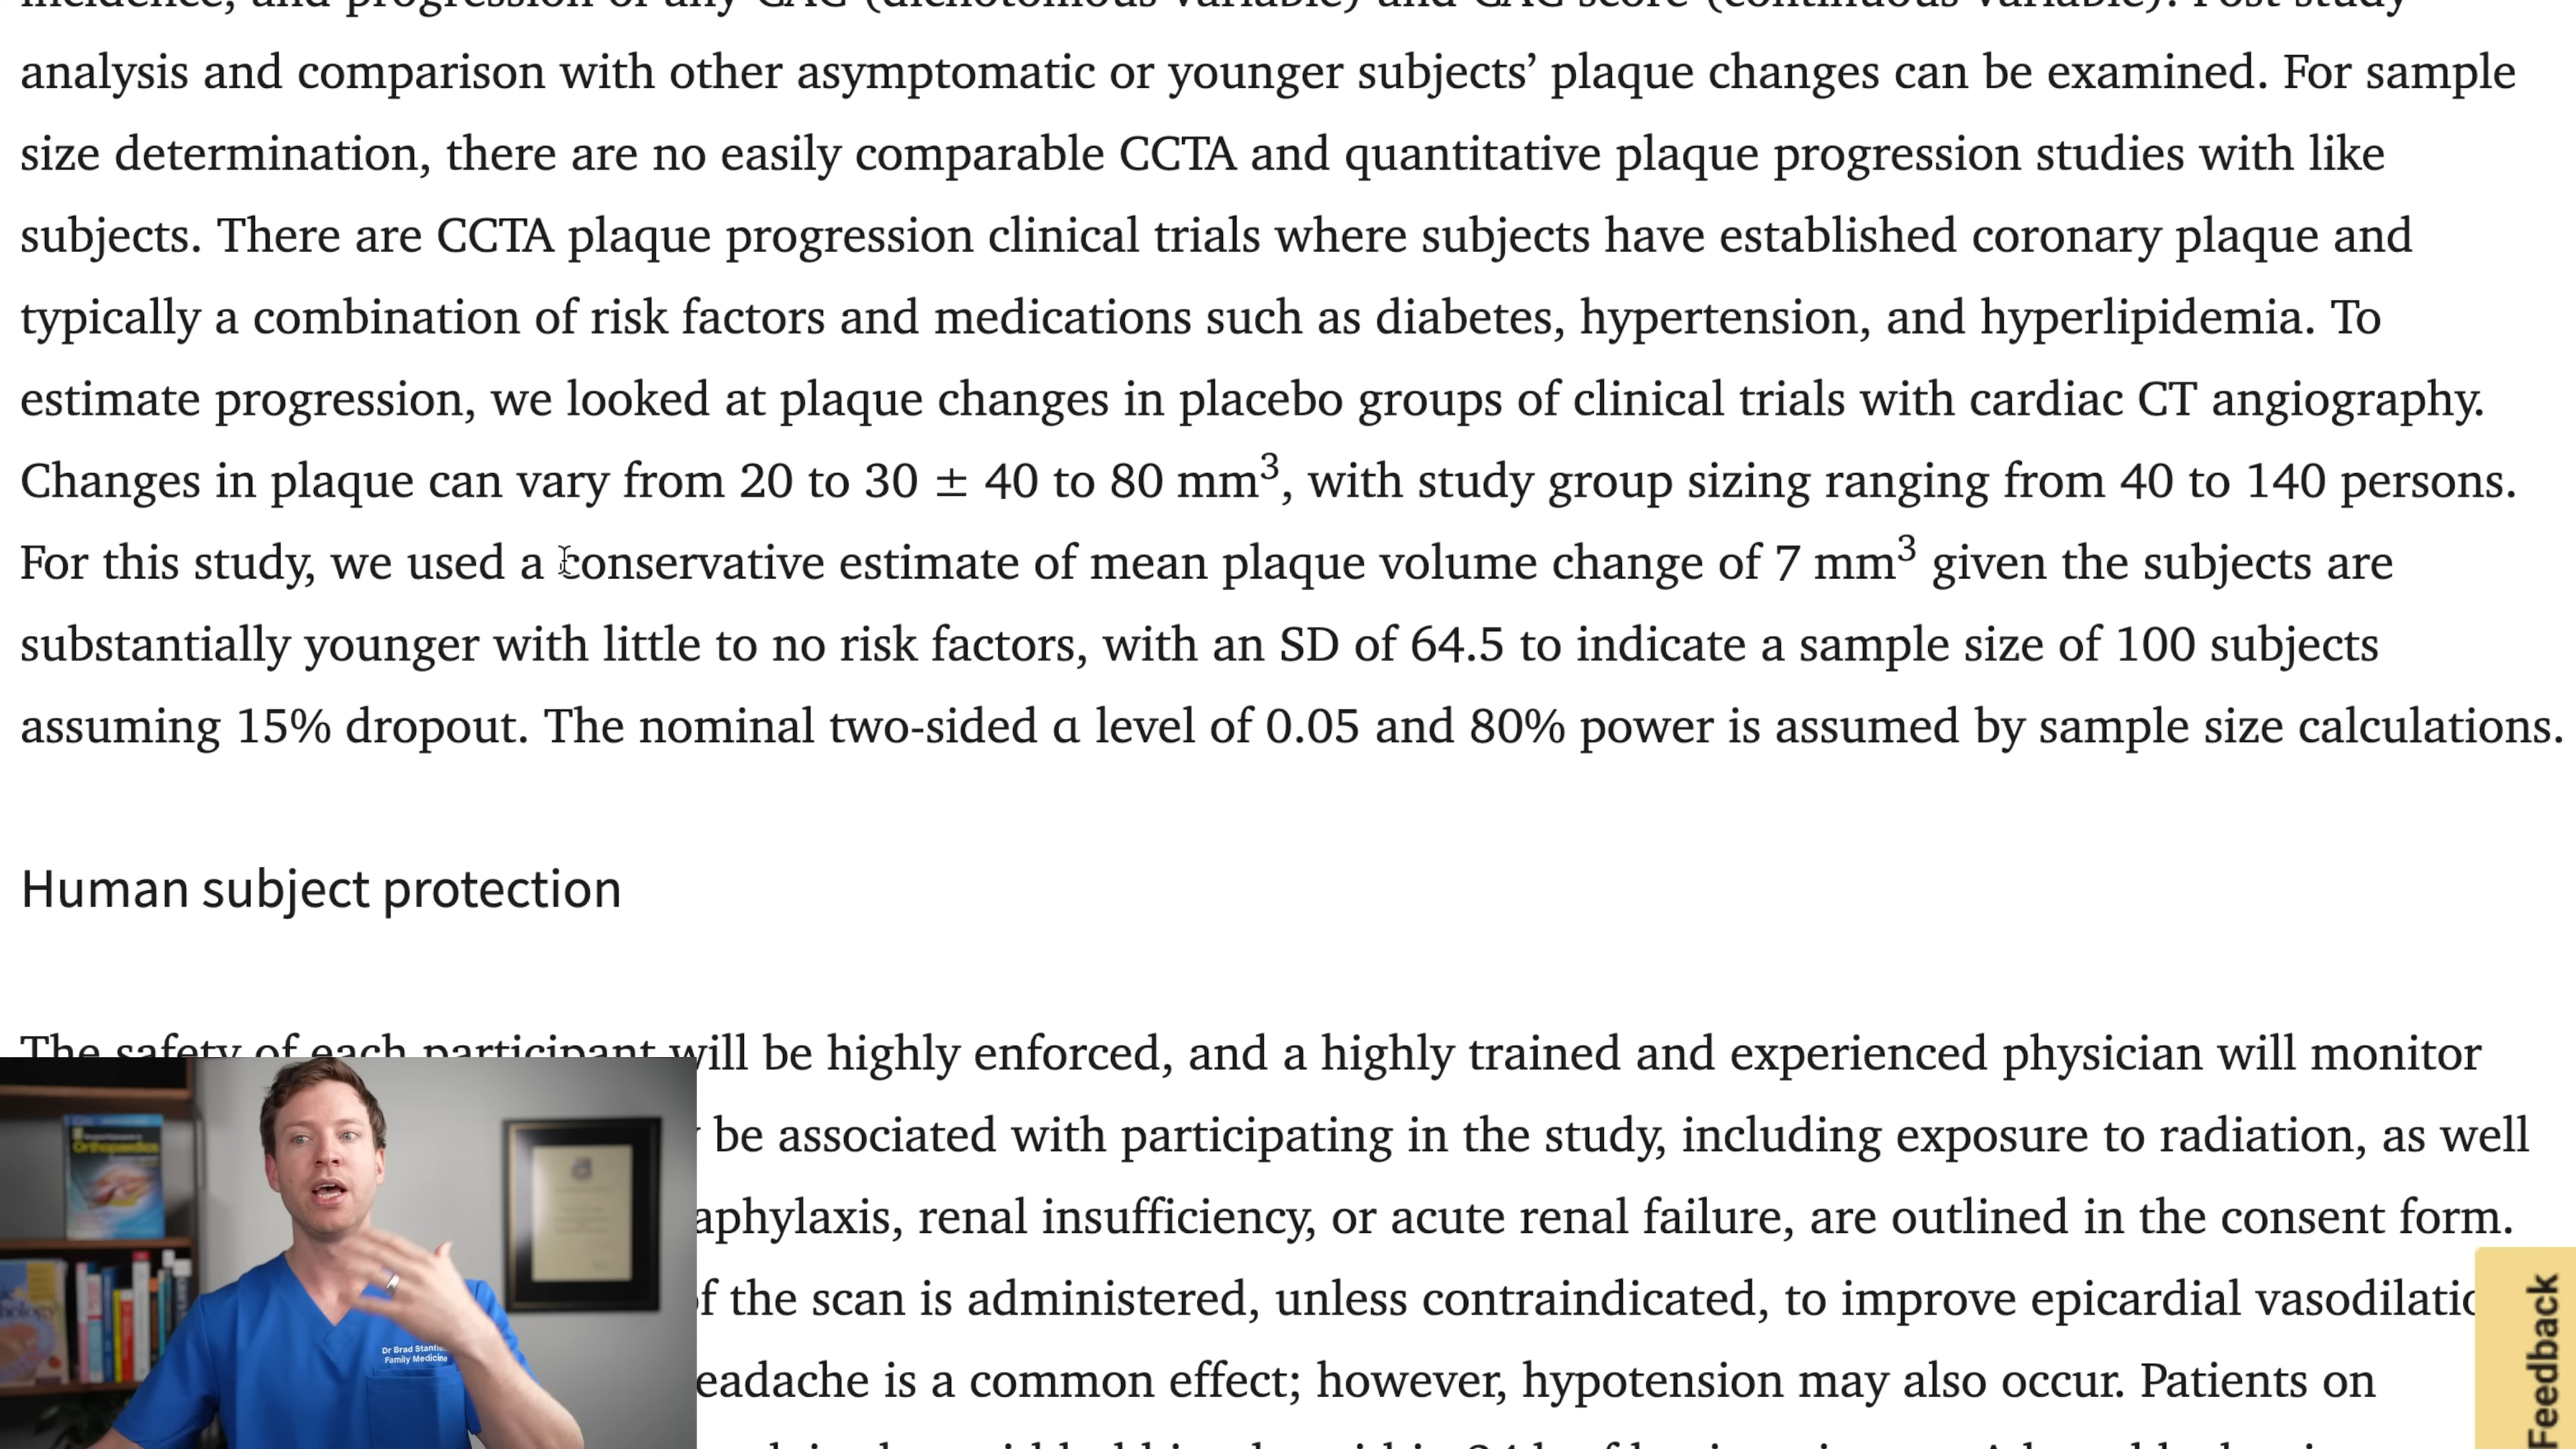 analysis and comparison with other asymptomatic or younger subjects’ plaque changes can be examined. For sample
size determination, there are no easily comparable CCTA and quantitative plaque progression studies with like
subjects. There are CCTA plaque progression clinical trials where subjects have established coronary plaque and
typically a combination of risk factors and medications such as diabetes, hypertension, and hyperlipidemia. To
estimate progression, we looked at plaque changes in placebo groups of clinical trials with cardiac CT angiography.
Changes in plaque can vary from 20 to 30 ± 40 to 80 mm³, with study group sizing ranging from 40 to 140 persons.
For this study, we used a conservative estimate of mean plaque volume change of 7 mm³ given the subjects are
substantially younger with little to no risk factors, with an SD of 64.5 to indicate a sample size of 100 subjects
assuming 15% dropout. The nominal two-sided α level of 0.05 and 80% power is assumed by sample size calculations.
Human subject protection
The safety of each participant will be highly enforced, and a highly trained and experienced physician will monitor
be associated with participating in the study, including exposure to radiation, as well
aphylaxis, renal insufficiency, or acute renal failure, are outlined in the consent form.
of the scan is administered, unless contraindicated, to improve epicardial vasodilatio
eadache is a common effect; however, hypotension may also occur. Patients on
Feedback
Orthopaedics
Dr Brad
Family Medicine